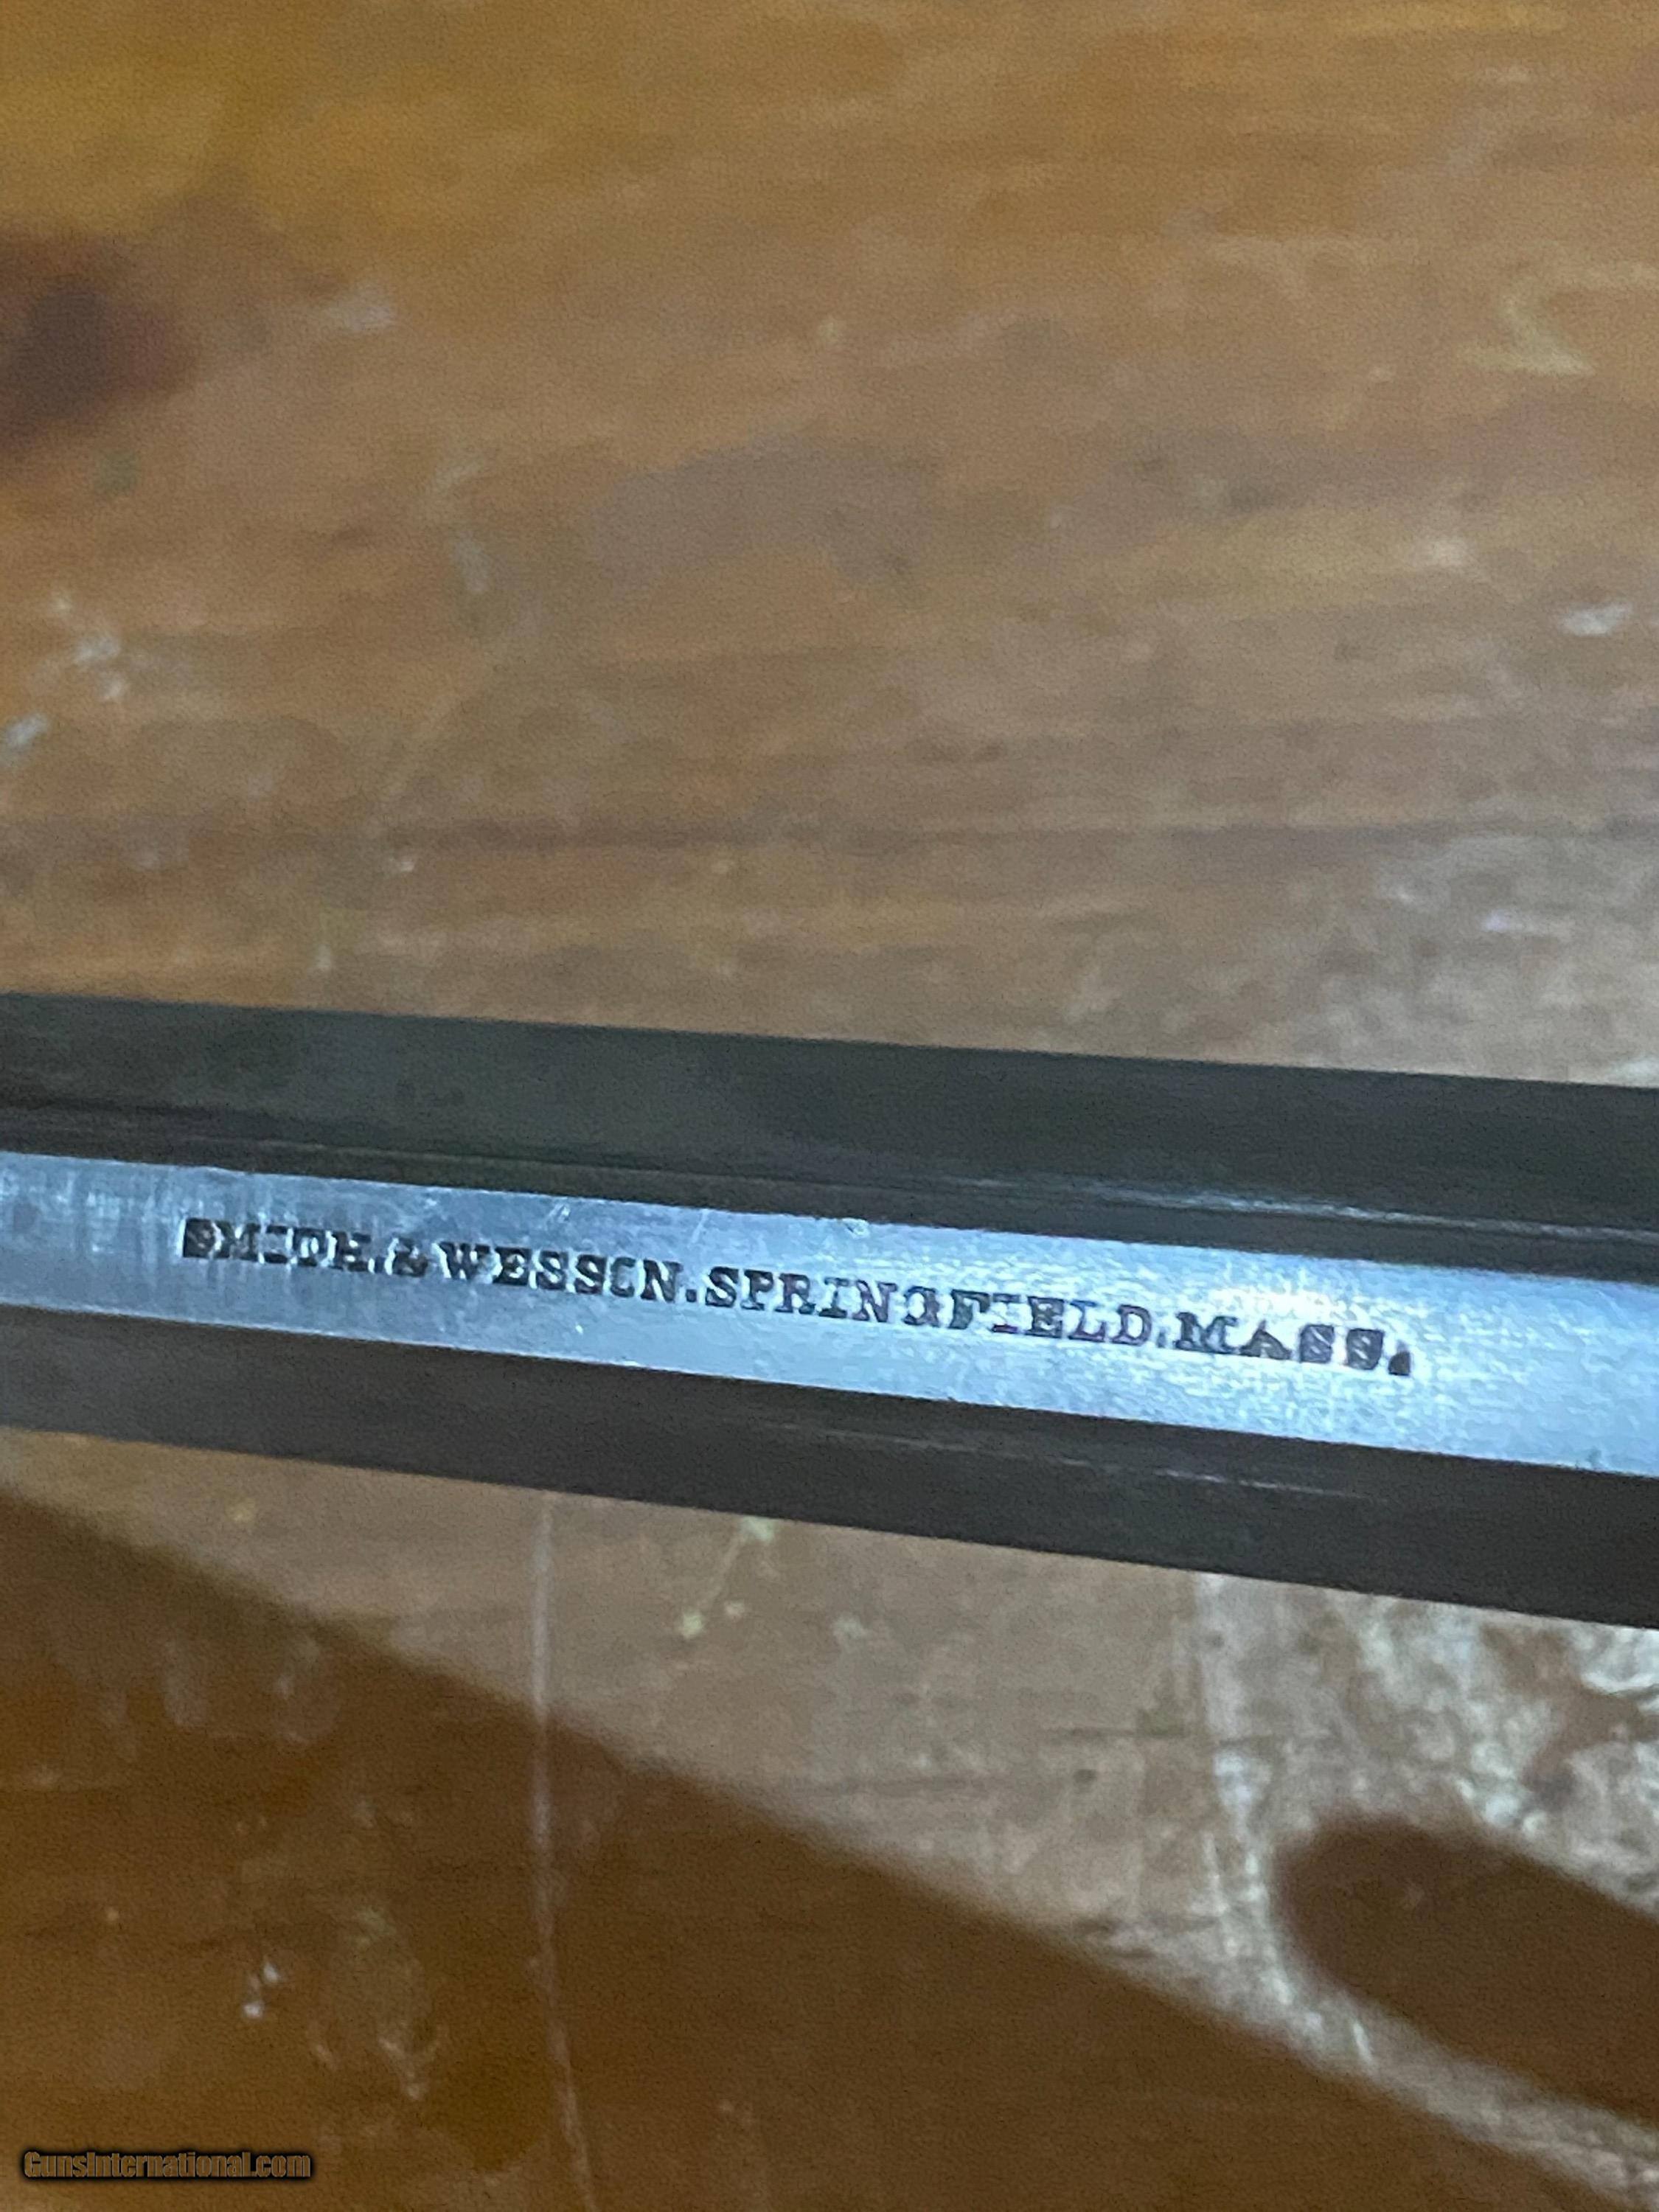 SMITH.&WESSON.SPRINGFIELD.MASS.
GunsInternational.com